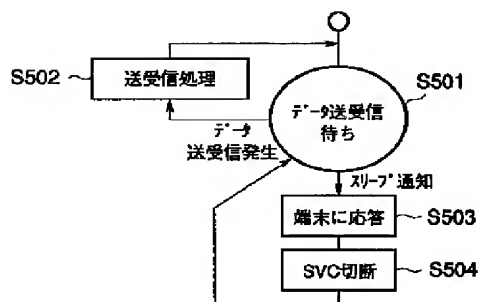 S502
送受信処理
S501
データ送受信
待ち
データ
送受信発生
スリープ通知
端末に応答
S503
SVC切断
S504